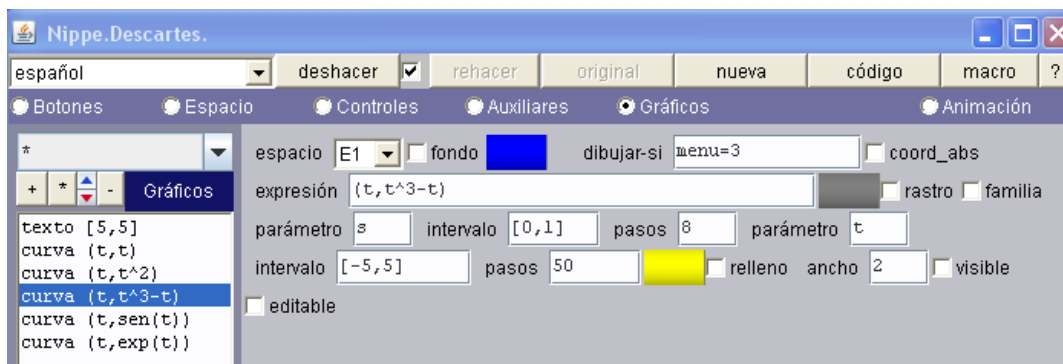 Nippe.Descartes.
español deshacer rehacer original nueva código macro ?
Botones Espacio Controles Auxiliares Gráficos Animación
* espacio E1 fondo dibujar-si menu=3 coord_abs
+ * - Gráficos expresión (t,t^3-t) rastro familia
texto [5,5] parámetro s intervalo [0,1] pasos 8 parámetro t
curva (t,t)
curva (t,t^2) intervalo [-5,5] pasos 50 relleno ancho 2 visible
curva (t,t^3-t) editable
curva (t,sen(t))
curva (t,exp(t))